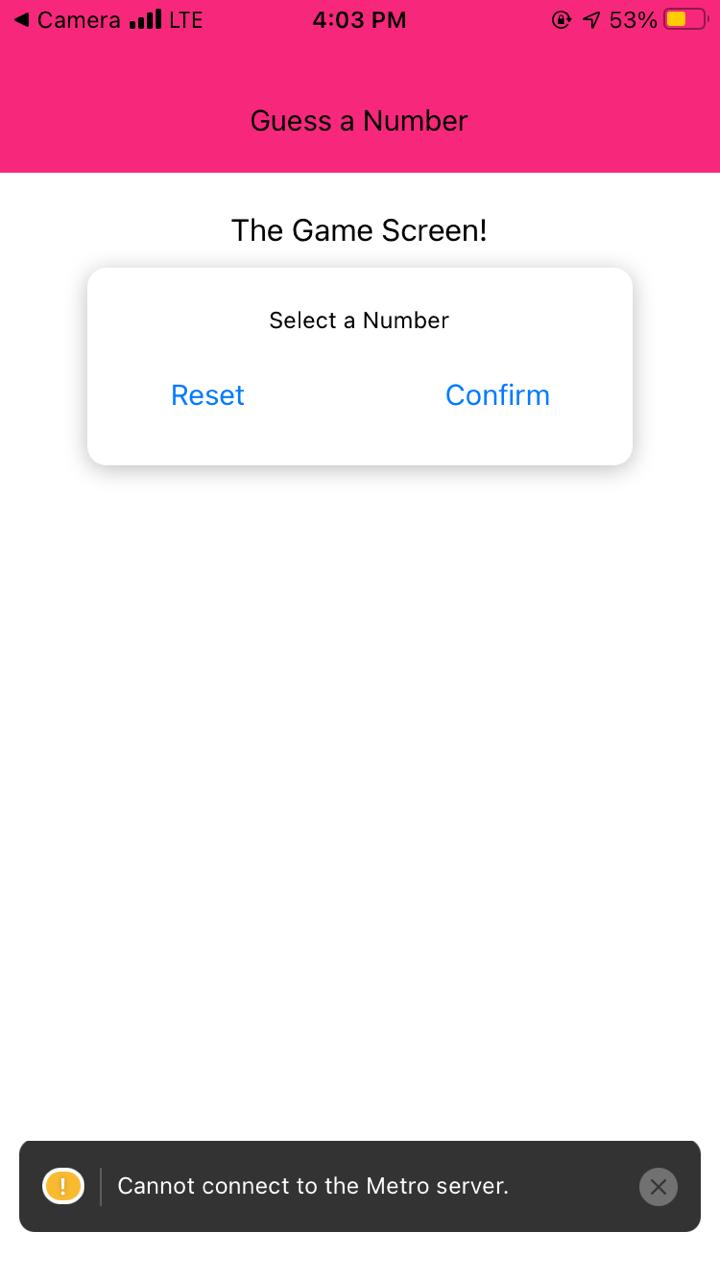 Camera LTE 4:03 PM 53%
Guess a Number
The Game Screen!
Select a Number
Reset Confirm
! Cannot connect to the Metro server.